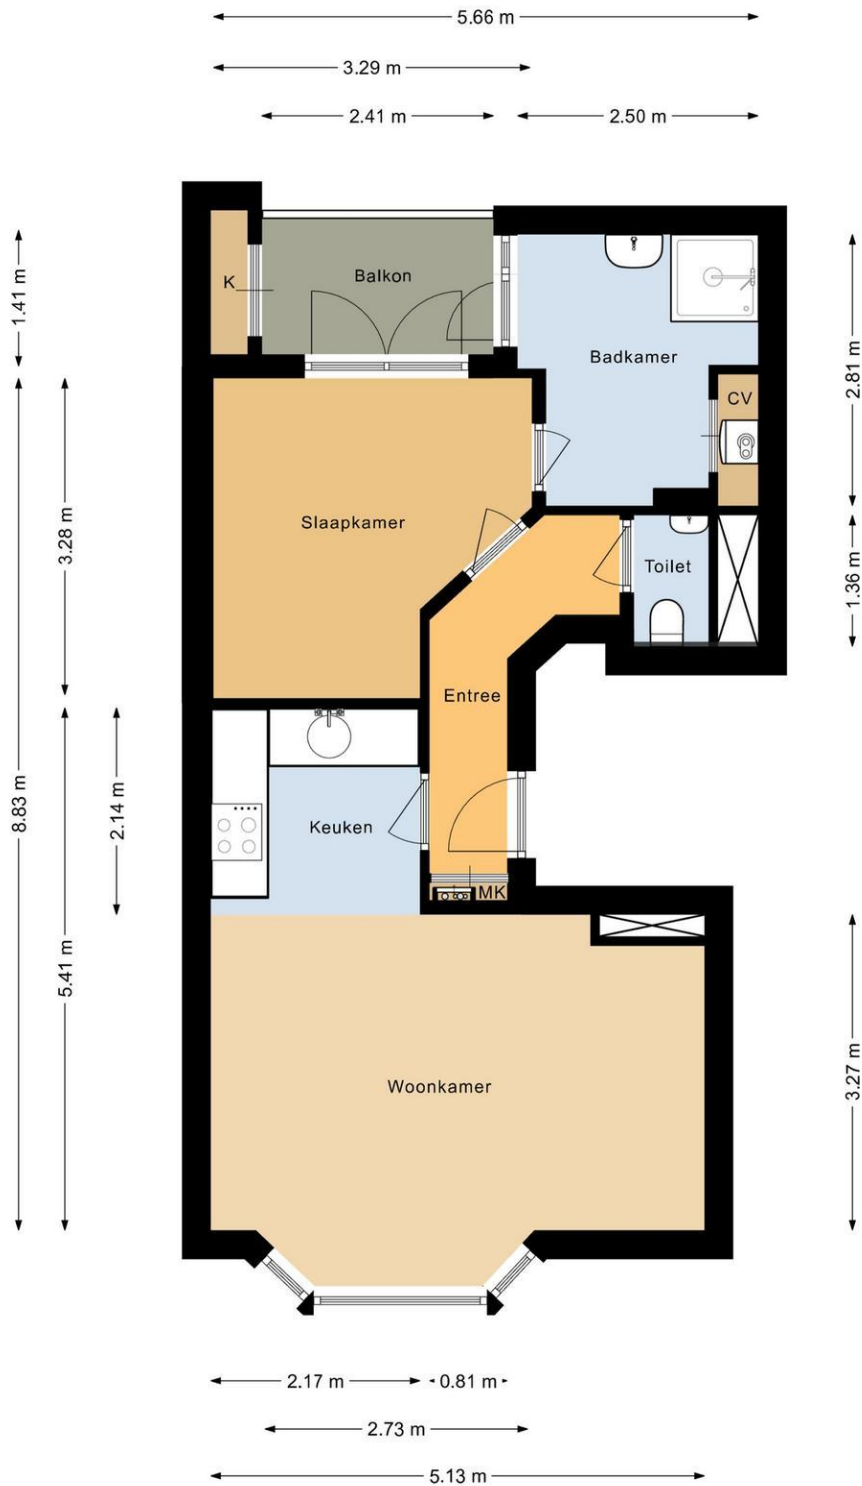 5.66 m
3.29 m
2.41 m
2.50 m
1.41 m
K
Balkon
Badkamer
2.81 m
CV
Slaapkamer
3.28 m
Toilet
1.36 m
Entree
8.83 m
2.14 m
Keuken
MK
5.41 m
Woonkamer
3.27 m
2.17 m
0.81 m
2.73 m
5.13 m